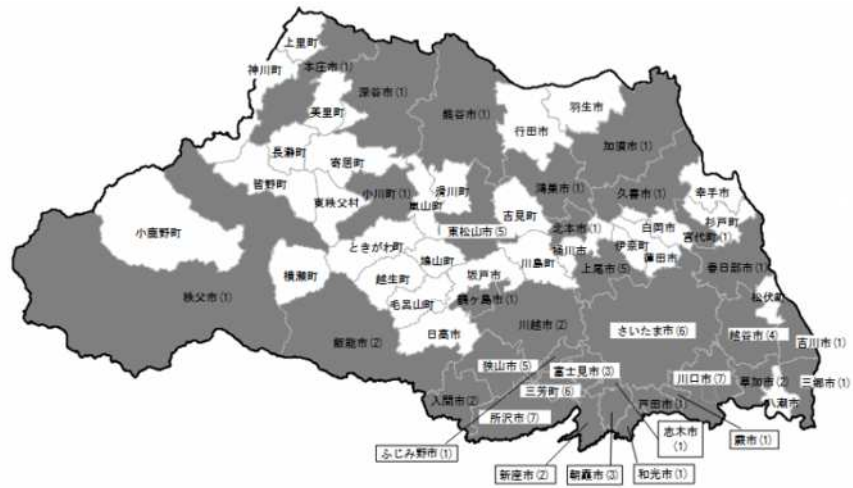 上里町
神川町
本庄市(1)
深谷市(1)
美里町
熊谷市(1)
行田市
羽生市
加須市(1)
長瀞町
寄居町
皆野町
東秩父村
小川町(1)
嵐山町
滑川町
鴻巣市(1)
久喜市(1)
幸手市
小鹿野町
吉見町
東松山市(5)
北本市(1)
桶川市
伊奈町
白岡市
蓮田市
宮代町(1)
杉戸町
ときがわ町
鳩山町
横瀬町
越生町
坂戸市
川島町
上尾市(5)
春日部市(1)
秩父市(1)
毛呂山町
鶴ヶ島市(1)
松伏町
飯能市(2)
日高市
川越市(2)
さいたま市(6)
越谷市(4)
吉川市(1)
狭山市(5)
富士見市(3)
川口市(7)
草加市(2)
三郷市(1)
入間市(2)
三芳町(6)
戸田市(1)
八潮市
所沢市(7)
ふじみ野市(1)
志木市
(1)
蕨市(1)
新座市(2)
朝霞市(3)
和光市(1)